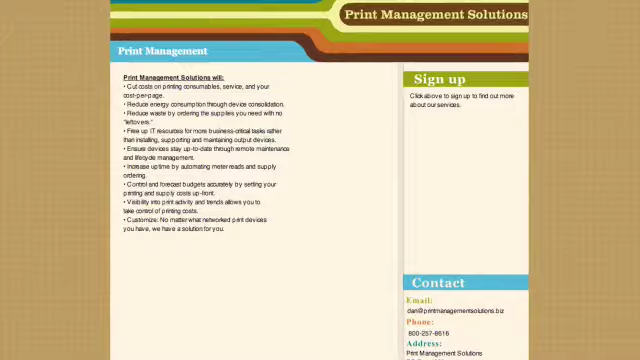 Print Management Solutions
Print Management
Print Management Solutions will:
• Cut costs on printing consumables, service, and your
cost-per-page.
• Reduce energy consumption through device consolidation.
• Reduce waste by ordering the supplies you need with no
"leftovers."
• Free up IT resources for more business-critical tasks rather
than installing, supporting and maintaining output devices.
• Ensure devices stay up-to-date through remote maintenance
and lifecycle management.
• Increase uptime by automating meter reads and supply
ordering.
• Control and forecast budgets accurately by setting your
printing and supply costs up-front.
• Visibility into print activity and trends allows you to
take control of printing costs.
• Customize: No matter what networked print devices
you have, we have a solution for you.
Sign up
Click above to sign up to find out more
about our services.
Contact
Email:
dan@printmanagementsolutions.biz
Phone:
800-257-8616
Address:
Print Management Solutions